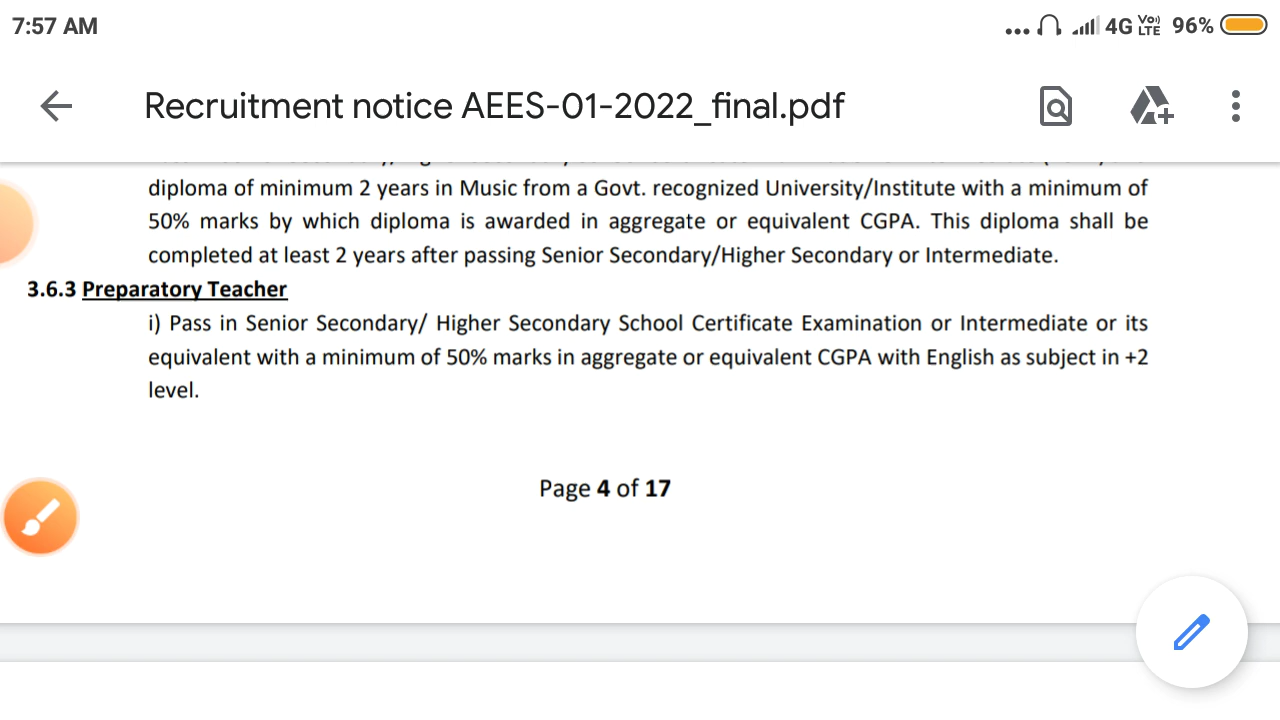 7:57 AM
4G VoLTE 96%
Recruitment notice AEES-01-2022_final.pdf
diploma of minimum 2 years in Music from a Govt. recognized University/Institute with a minimum of
50% marks by which diploma is awarded in aggregate or equivalent CGPA. This diploma shall be
completed at least 2 years after passing Senior Secondary/Higher Secondary or Intermediate.
3.6.3 Preparatory Teacher
i) Pass in Senior Secondary/ Higher Secondary School Certificate Examination or Intermediate or its
equivalent with a minimum of 50% marks in aggregate or equivalent CGPA with English as subject in +2
level.
Page 4 of 17